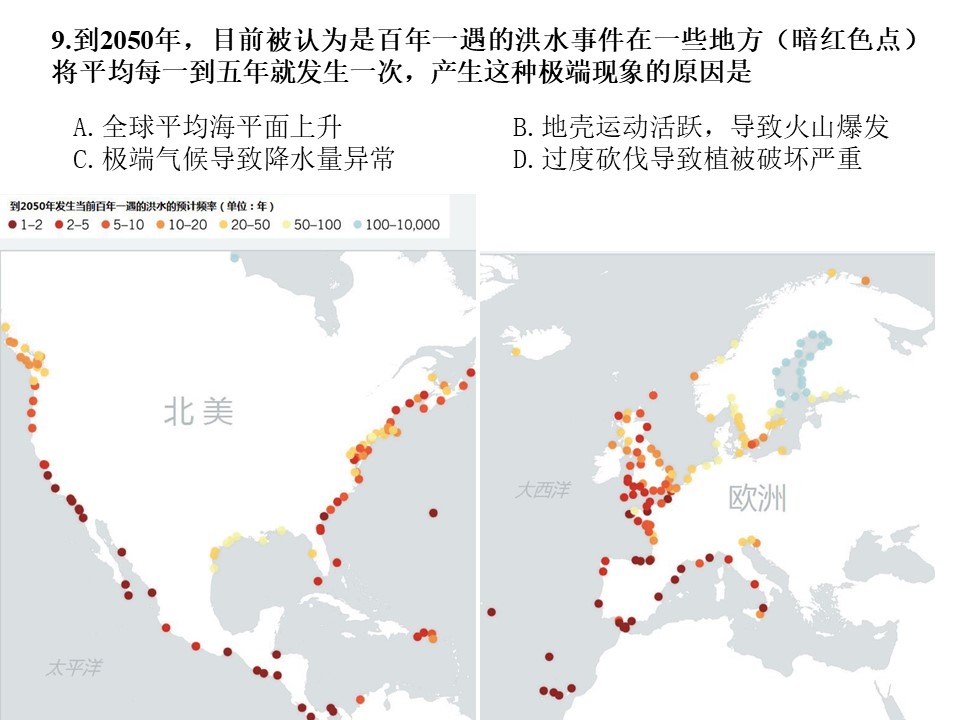 9.到2050年，目前被认为是百年一遇的洪水事件在一些地方（暗红色点）
将平均每一到五年就发生一次，产生这种极端现象的原因是
A.全球平均海平面上升
B.地壳运动活跃，导致火山爆发
C.极端气候导致降水量异常
D.过度砍伐导致植被破坏严重
到2050年发生当前百年一遇的洪水的预计频率（单位：年）
1–2 2–5 5–10 10–20 20–50 50–100 100–10,000
北美
大西洋
欧洲
太平洋